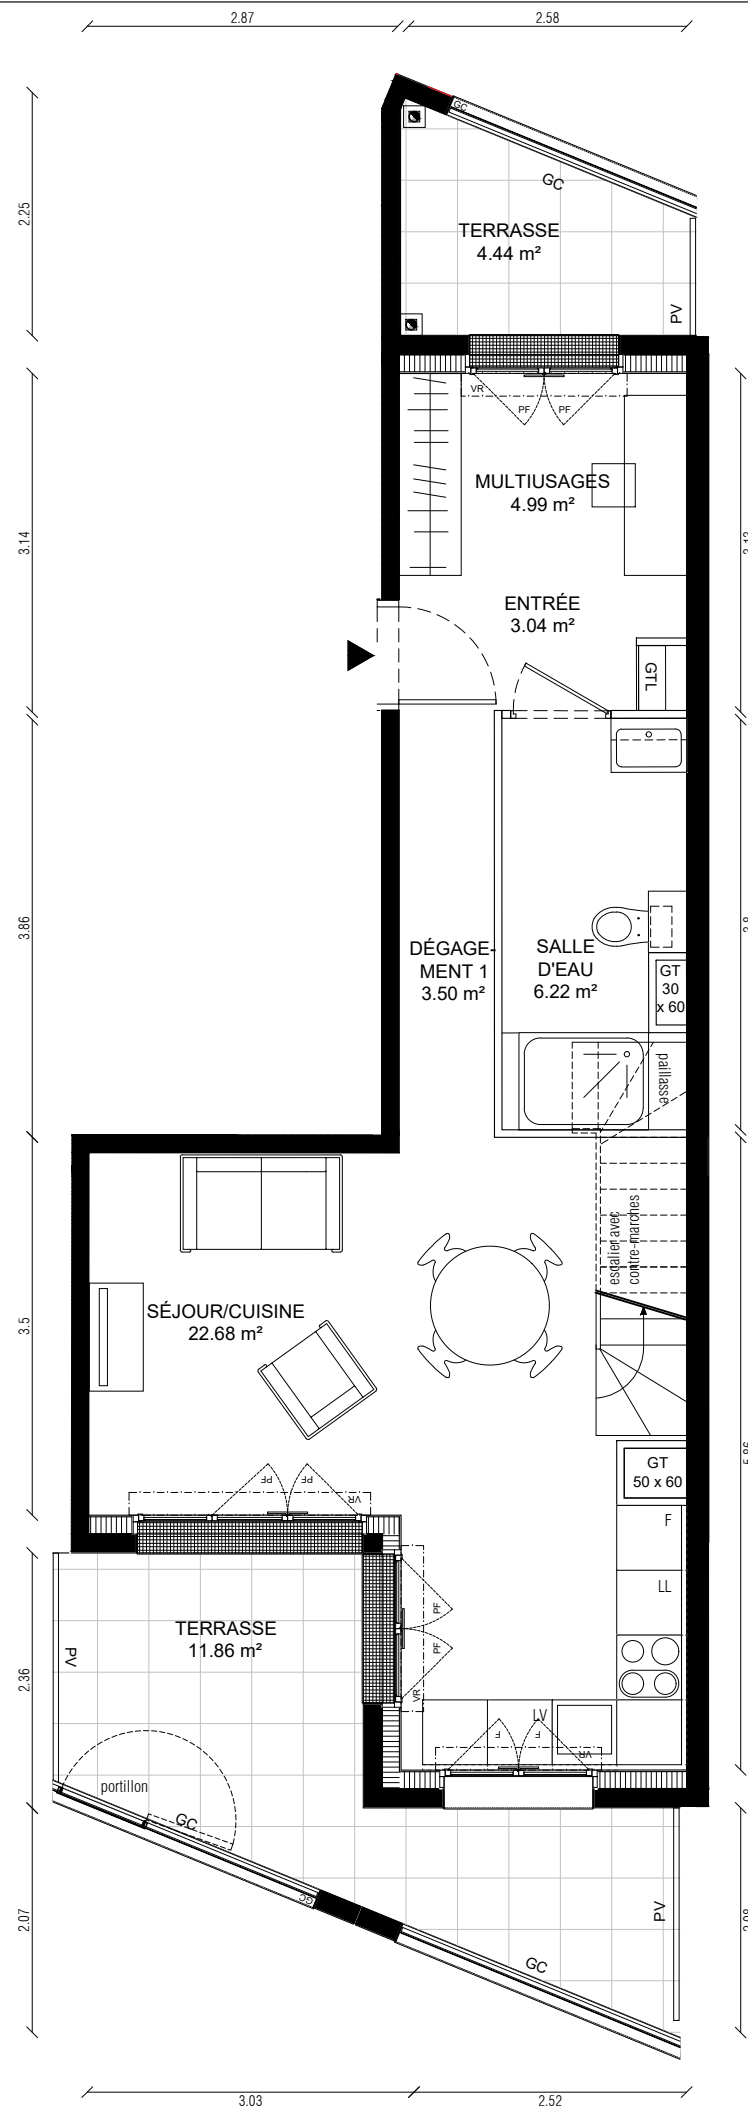 2.87
2.58
GC
GC
2.25
TERRASSE
4.44 m²
PV
VR
PF
PF
MULTIUSAGES
4.99 m²
3.14
ENTRÉE
3.04 m²
GTL
3.86
DÉGAGE-
MENT 1
3.50 m²
SALLE
D'EAU
6.22 m²
GT
30
x 60
paillasse
escalier avec
contre-marches
3.5
SÉJOUR/CUISINE
22.68 m²
5.86
GT
50 x 60
PF
PF
VR
F
LL
TERRASSE
11.86 m²
PV
PF
PF
VR
2.36
LV
F
F
VR
portillon
GC
GC
2.07
PV
2.08
GC
3.03
2.52